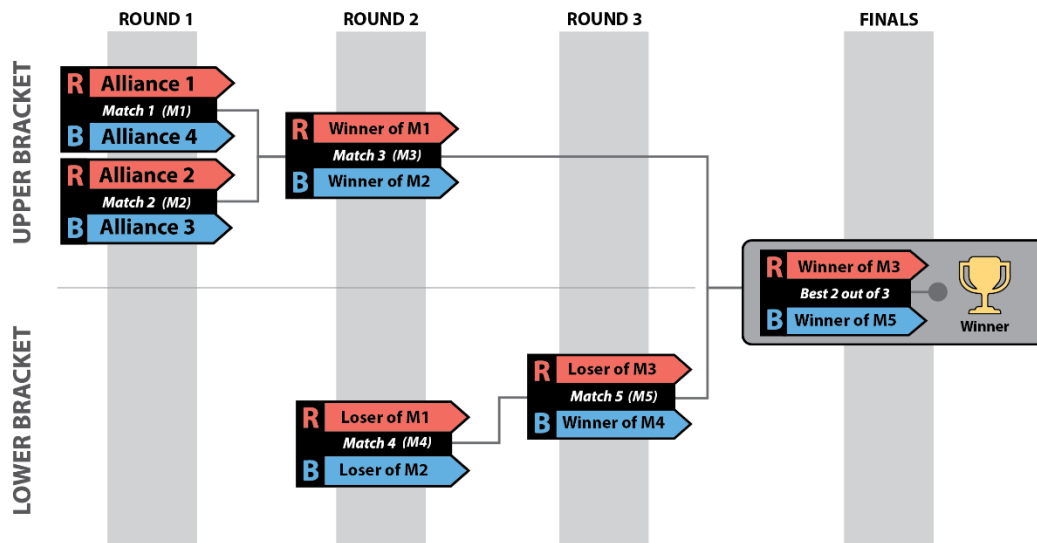 ROUND 1
ROUND 2
ROUND 3
FINALS
UPPER BRACKET
R Alliance 1
Match 1 (M1)
B Alliance 4
R Alliance 2
Match 2 (M2)
B Alliance 3
R Winner of M1
Match 3 (M3)
B Winner of M2
R Winner of M3
Best 2 out of 3
B Winner of M5
Winner
LOWER BRACKET
R Loser of M3
Match 5 (M5)
B Winner of M4
R Loser of M1
Match 4 (M4)
B Loser of M2